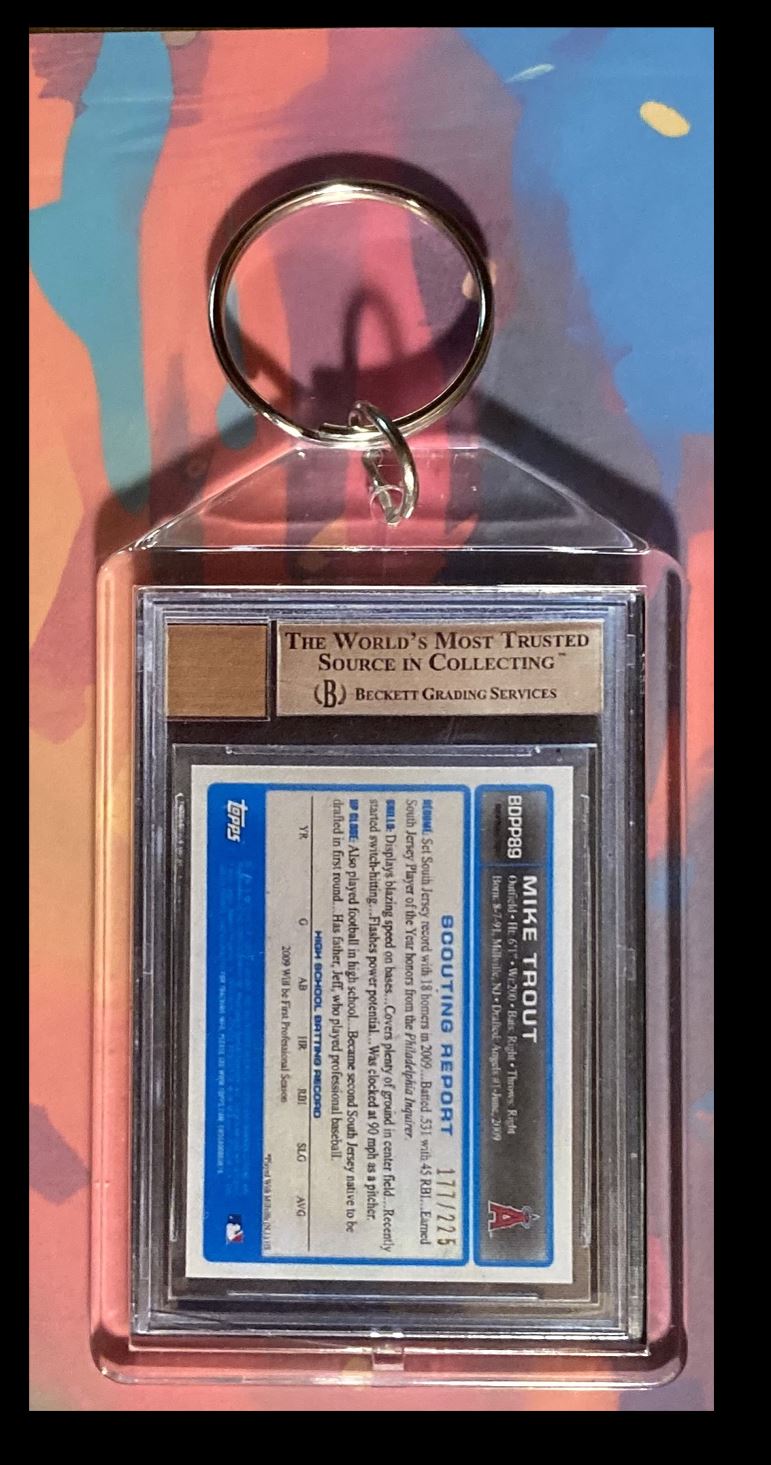 THE WORLD'S MOST TRUSTED
SOURCE IN COLLECTING™
B BECKETT GRADING SERVICES
BDPP89
MIKE TROUT
Outfield • Ht: 6'1" • Wt: 200 • Bats: Right • Throws: Right
Born: 8-7-91, Millville, NJ • Drafted: Angels #1-June, 2009
A
SCOUTING REPORT
177/225
RESUME: Set South Jersey record with 18 homers in 2009...Batted .531 with 45 RBI...Earned
South Jersey Player of the Year honors from the Philadelphia Inquirer.
SKILLS: Displays blazing speed on bases...Covers plenty of ground in center field...Recently
started switch-hitting...Flashes power potential...Was clocked at 90 mph as a pitcher.
UP CLOSE: Also played football in high school...Became second South Jersey native to be
drafted in first round...Has father, Jeff, who played professional baseball.
HIGH SCHOOL BATTING RECORD
YR G AB HR RBI SLG AVG
2009 Will be First Professional Season
topps